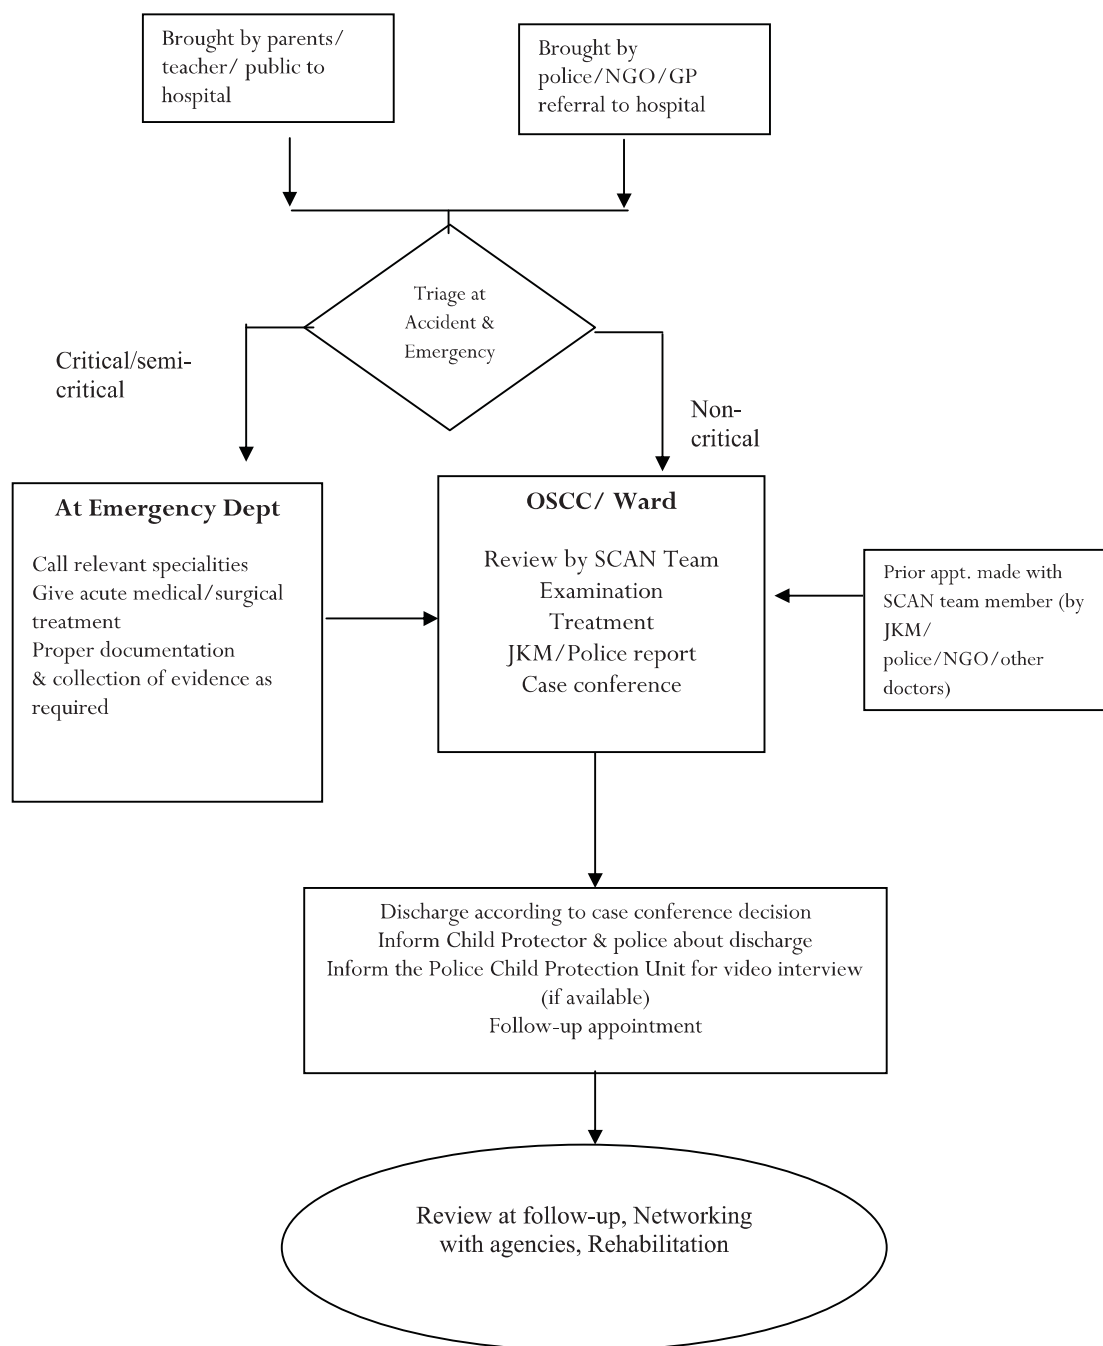 Brought by parents/
teacher/ public to
hospital
Brought by
police/NGO/GP
referral to hospital
Triage at
Accident &
Emergency
Critical/semi-
critical
Non-
critical
At Emergency Dept
Call relevant specialities
Give acute medical/surgical
treatment
Proper documentation
& collection of evidence as
required
OSCC/ Ward
Review by SCAN Team
Examination
Treatment
JKM/Police report
Case conference
Prior appt. made with
SCAN team member (by
JKM/
police/NGO/other
doctors)
Discharge according to case conference decision
Inform Child Protector & police about discharge
Inform the Police Child Protection Unit for video interview
(if available)
Follow-up appointment
Review at follow-up, Networking
with agencies, Rehabilitation